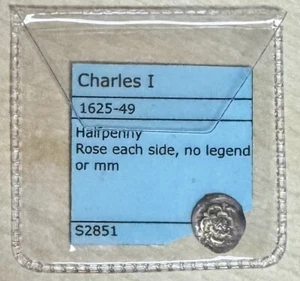 Charles I
1625-49
Halfpenny
Rose each side, no legend
or mm
S2851